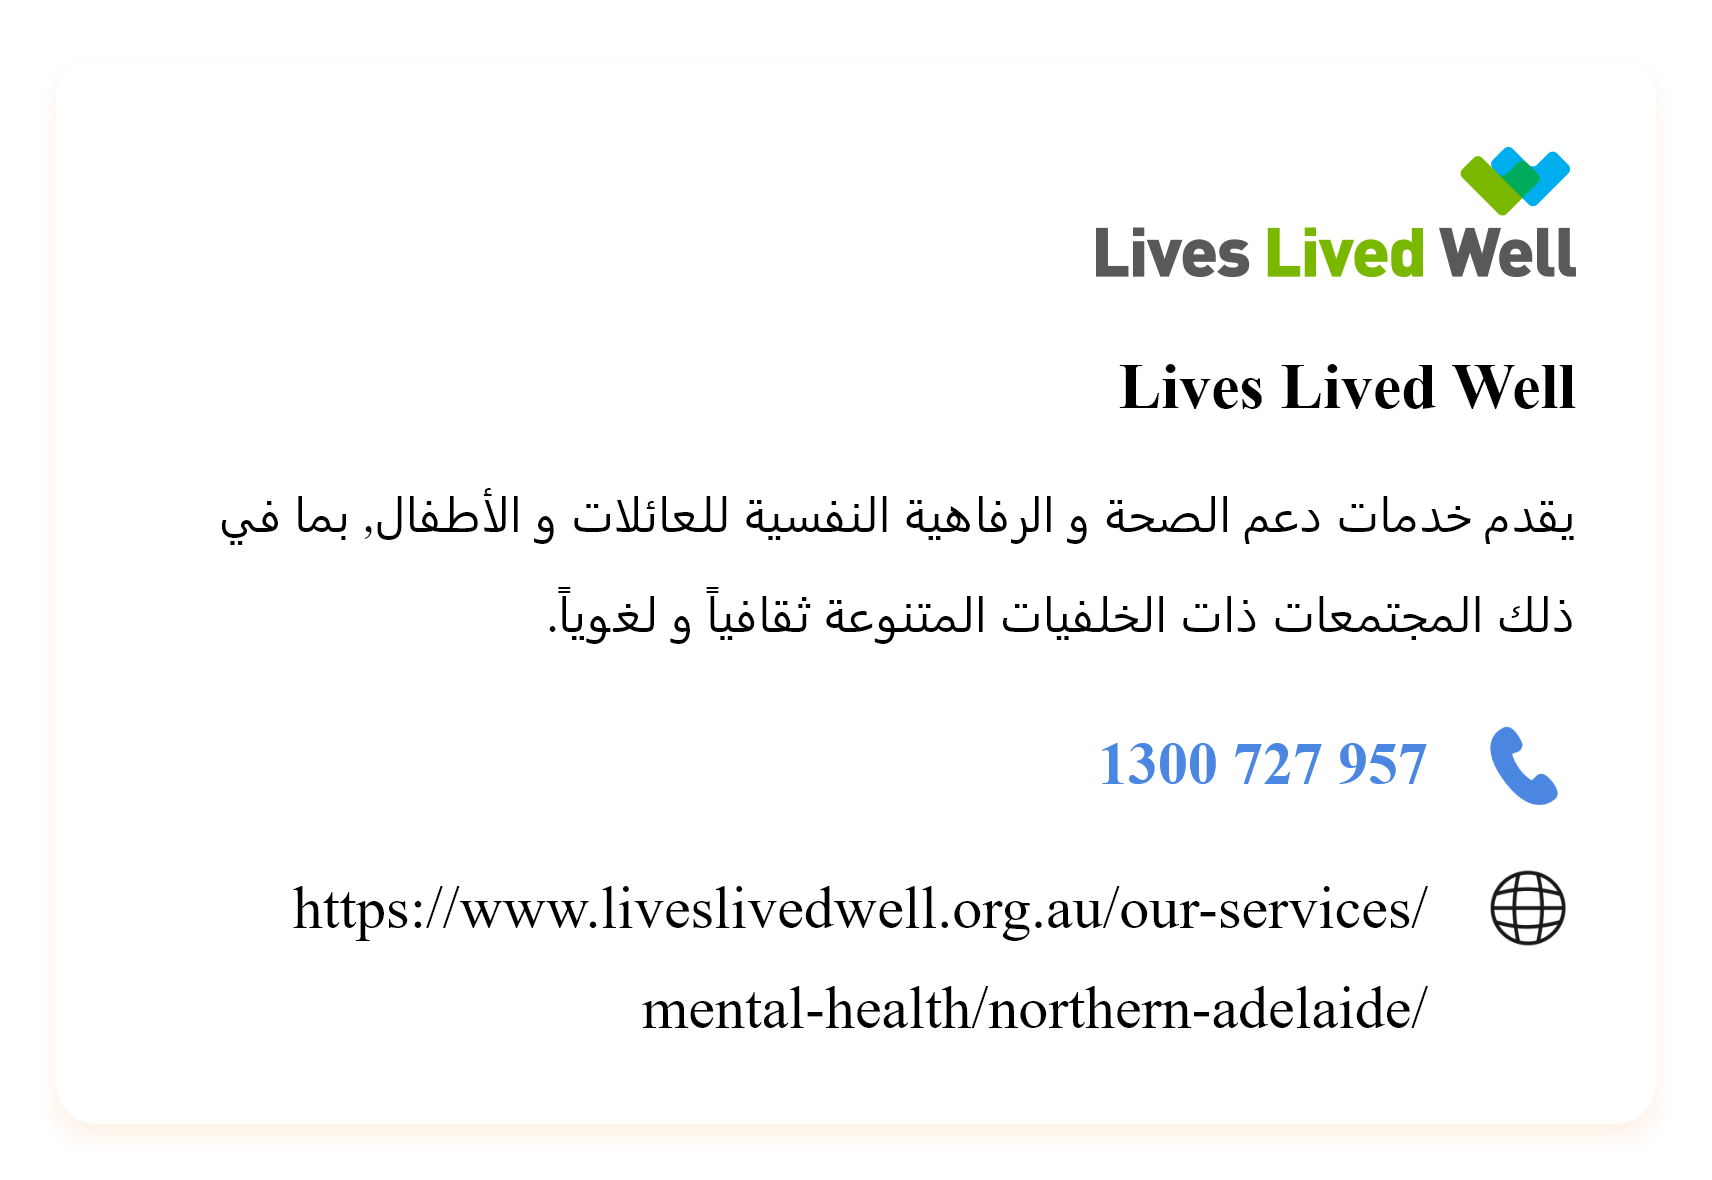 Lives Lived Well
Lives Lived Well
يقدم خدمات دعم الصحة و الرفاهية النفسية للعائلات و الأطفال, بما في
ذلك المجتمعات ذات الخلفيات المتنوعة ثقافياً و لغوياً.
1300 727 957
https://www.liveslivedwell.org.au/our-services/
mental-health/northern-adelaide/